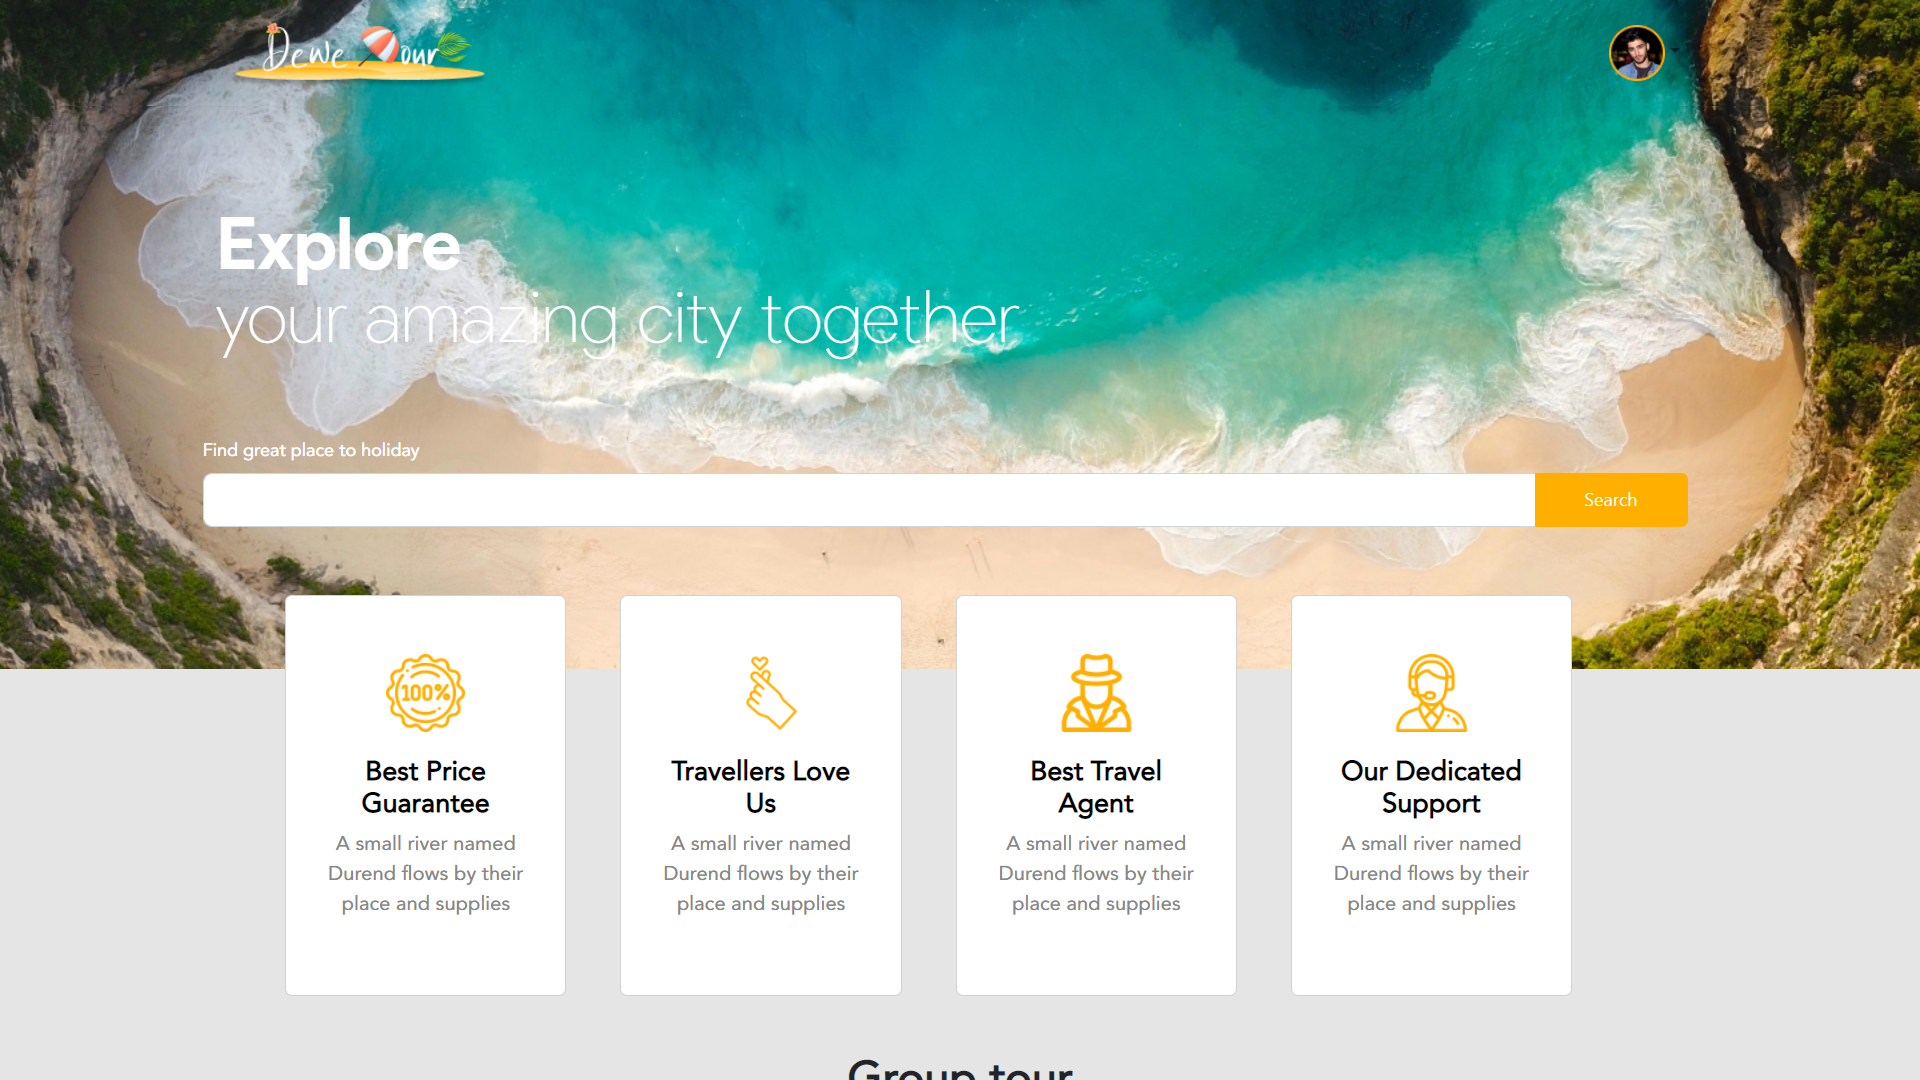 Dewe Tour
Explore
your amazing city together
Find great place to holiday
Search
100%
Best Price
Guarantee
A small river named
Durend flows by their
place and supplies
Travellers Love
Us
A small river named
Durend flows by their
place and supplies
Best Travel
Agent
A small river named
Durend flows by their
place and supplies
Our Dedicated
Support
A small river named
Durend flows by their
place and supplies
Group tour